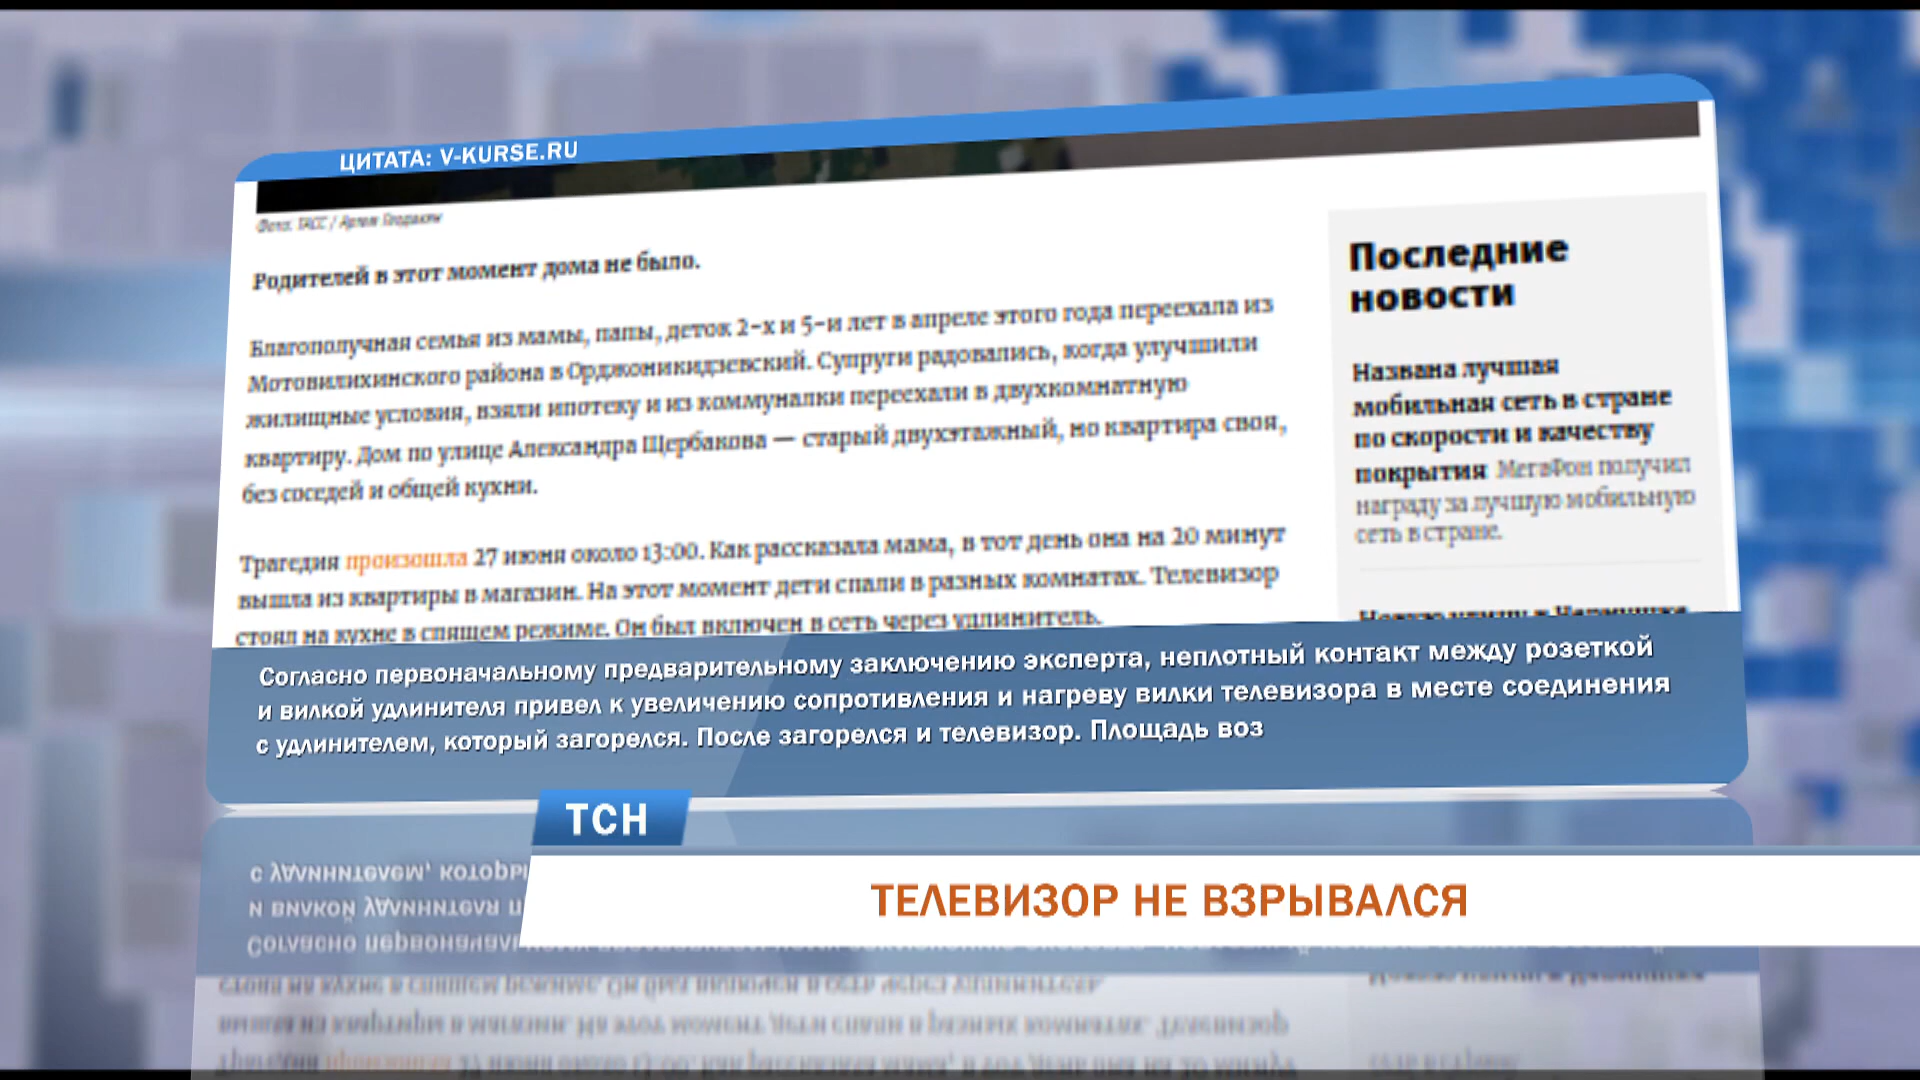 ЦИТАТА: V-KURSE.RU
Фото: ТАСС / Артем Геодакян
Родителей в этот момент дома не было.
Благополучная семья из мамы, папы, деток 2-х и 5-и лет в апреле этого года переехала из
Мотовилихинского района в Орджоникидзевский. Супруги радовались, когда улучшили
жилищные условия, взяли ипотеку и из коммуналки переехали в двухкомнатную
квартиру. Дом по улице Александра Щербакова — старый двухэтажный, но квартира своя,
без соседей и общей кухни.
Трагедия произошла 27 июня около 13:00. Как рассказала мама, в тот день она на 20 минут
вышла из квартиры в магазин. На этот момент дети спали в разных комнатах. Телевизор
стоял на кухне в спящем режиме. Он был включен в сеть через удлинитель.
Последние
новости
Названа лучшая
мобильная сеть в стране
по скорости и качеству
покрытия МегаФон получил
награду за лучшую мобильную
сеть в стране.
Согласно первоначальному предварительному заключению эксперта, неплотный контакт между розеткой
и вилкой удлинителя привел к увеличению сопротивления и нагреву вилки телевизора в месте соединения
с удлинителем, который загорелся. После загорелся и телевизор. Площадь воз
ТСН
ТЕЛЕВИЗОР НЕ ВЗРЫВАЛСЯ